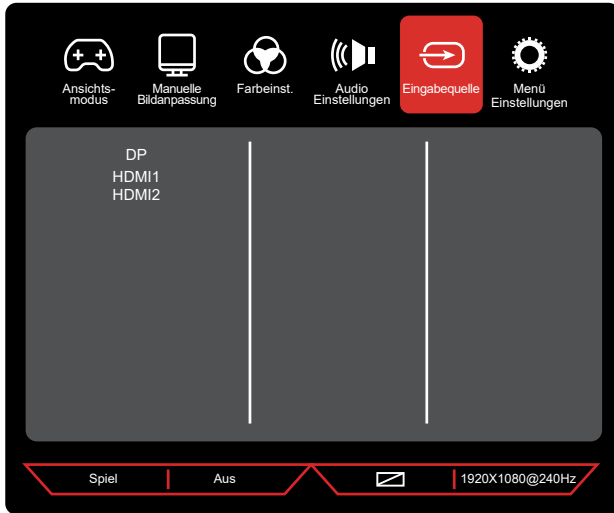 Ansichts-
modus
Manuelle
Bildanpassung
Farbeinst.
Audio
Einstellungen
Eingabequelle
Menü
Einstellungen
DP
HDMI1
HDMI2
Spiel
Aus
1920X1080@240Hz